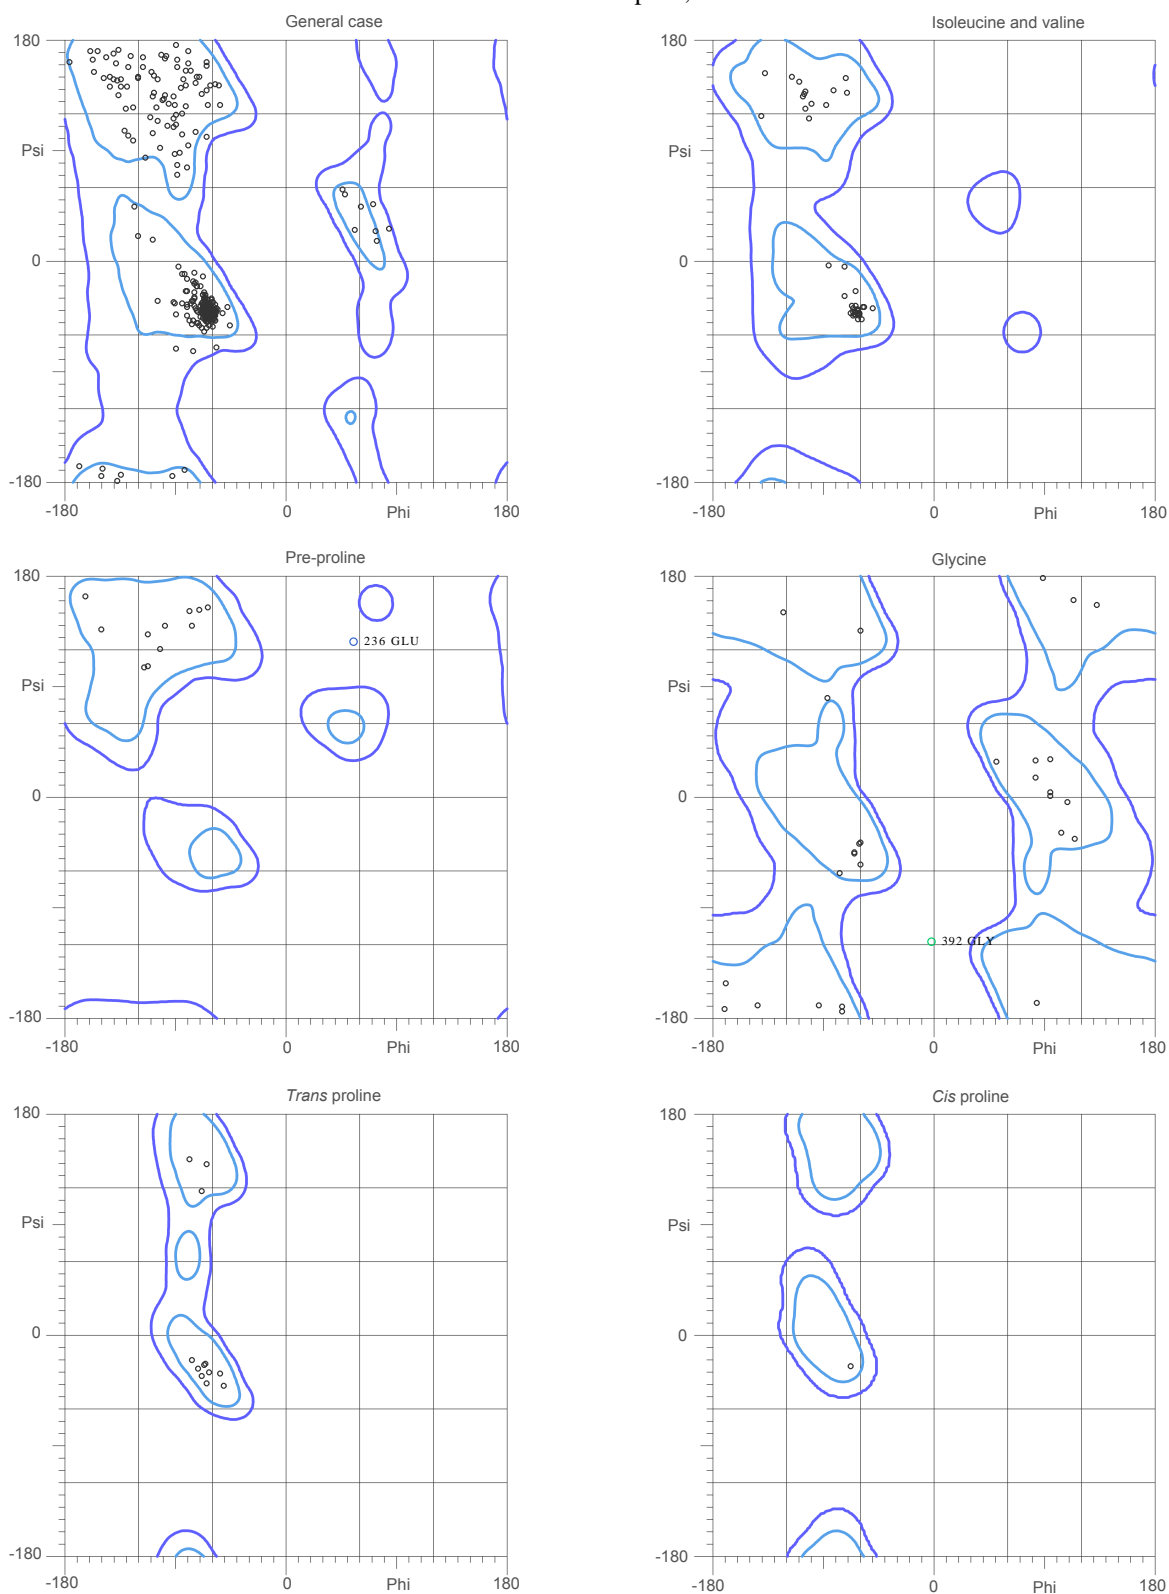 General case
Isoleucine and valine
180
Psi
0
-180
-180
0
Phi
180
180
Psi
0
-180
-180
0
Phi
180
Pre-proline
Glycine
180
Psi
0
-180
-180
0
Phi
180
236 GLU
180
Psi
0
-180
-180
0
Phi
180
392 GLY
Trans proline
Cis proline
180
Psi
0
-180
-180
0
Phi
180
180
Psi
0
-180
-180
0
Phi
180